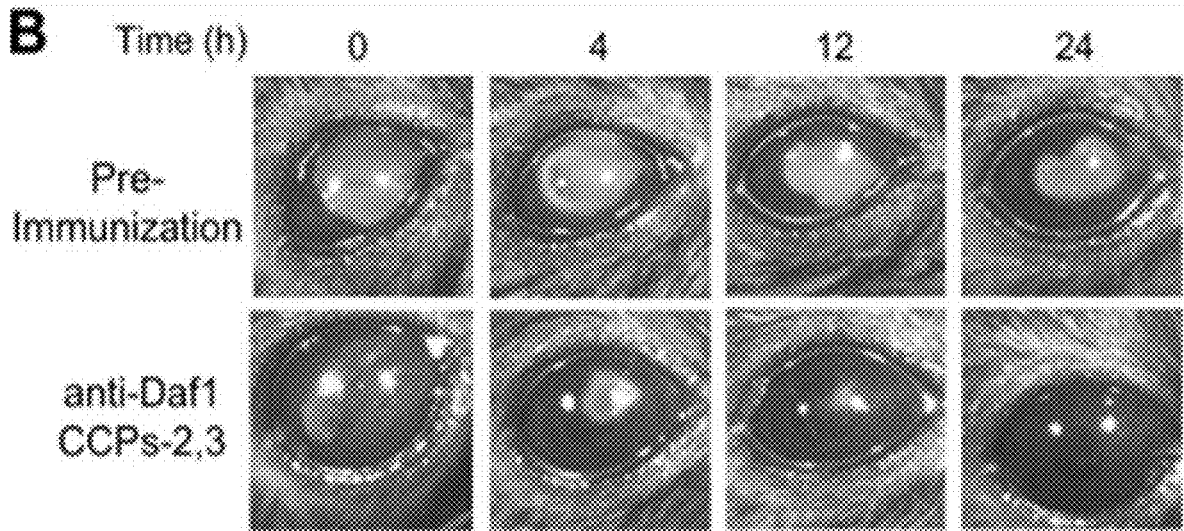 B Time (h) 0 4 12 24
Pre-
Immunization
anti-Daf1
CCPs-2,3